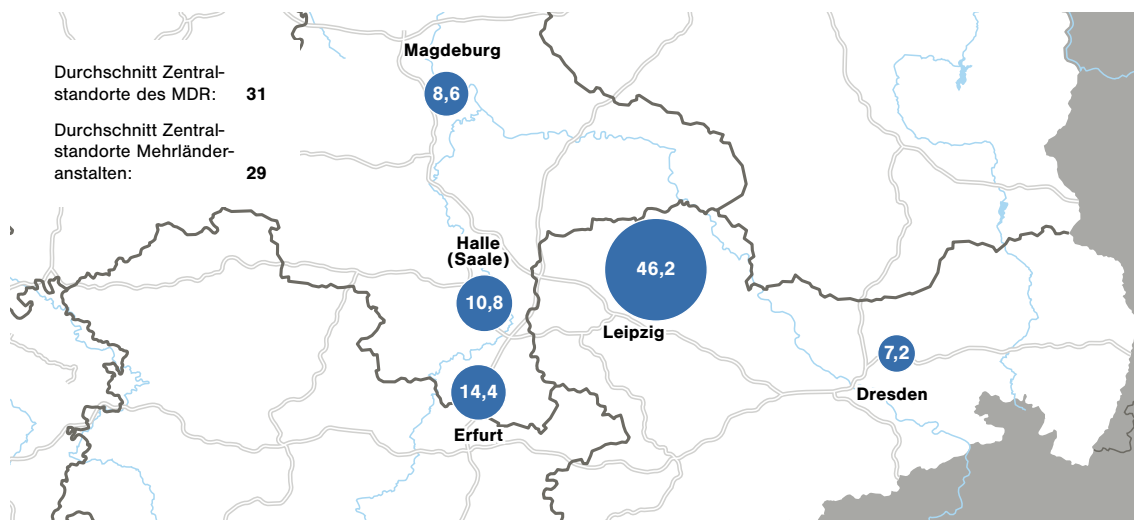 Durchschnitt Zentral-
standorte des MDR: 31
Durchschnitt Zentral-
standorte Mehrländer-
anstalten: 29
Magdeburg
8,6
Halle
(Saale)
10,8
46,2
Leipzig
7,2
Dresden
14,4
Erfurt